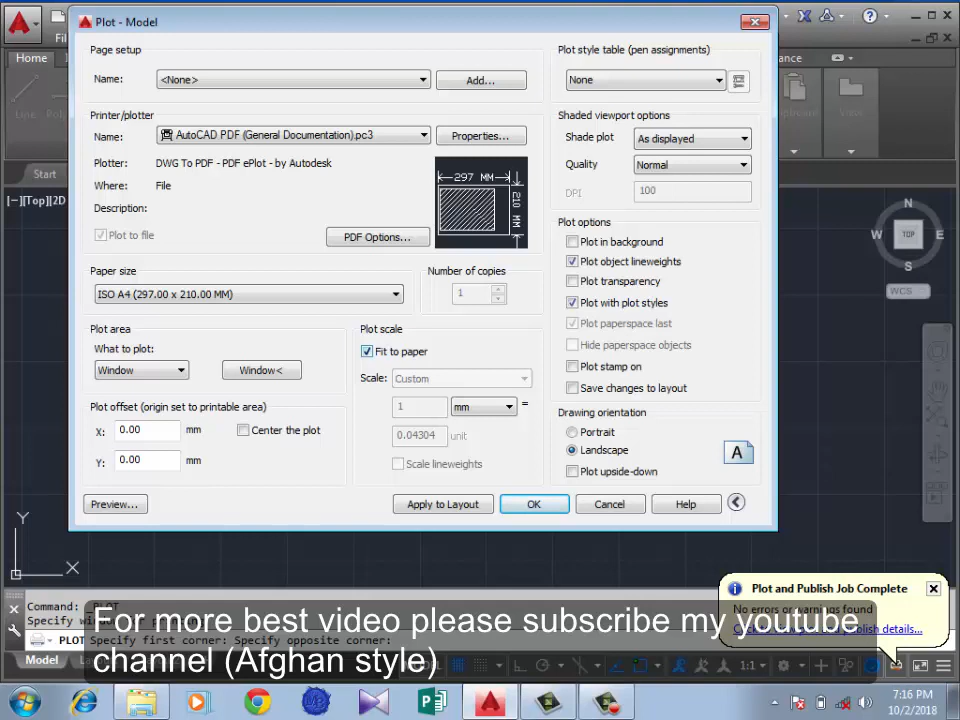 Plot - Model
Fil
Home
ance
Line
Start
[−][Top][2D
Page setup
Name: <None> Add...
Printer/plotter
Name: AutoCAD PDF (General Documentation).pc3 Properties...
Plotter: DWG To PDF - PDF ePlot - by Autodesk
Where: File
Description:
Plot to file
PDF Options...
297 MM
210 MM
Paper size
ISO A4 (297.00 x 210.00 MM)
Number of copies
1
Plot area
What to plot:
Window Window<
Plot offset (origin set to printable area)
X: 0.00 mm Center the plot
Y: 0.00 mm
Plot scale
Fit to paper
Scale: Custom
1 mm =
0.04304 unit
Scale lineweights
Plot style table (pen assignments)
None
Shaded viewport options
Shade plot As displayed
Quality Normal
DPI 100
Plot options
Plot in background
Plot object lineweights
Plot transparency
Plot with plot styles
Plot paperspace last
Hide paperspace objects
Plot stamp on
Save changes to layout
Drawing orientation
Portrait
Landscape
Plot upside-down
A
Preview... Apply to Layout OK Cancel Help
N
W TOP E
S
WCS
Y
X
Plot and Publish Job Complete
No errors or warnings found
Command: PLOT
PLOT Specify first corner: Specify opposite corner:
For more best video please subscribe my youtube
channel (Afghan style)
Model
1:1
7:16 PM
10/2/2018